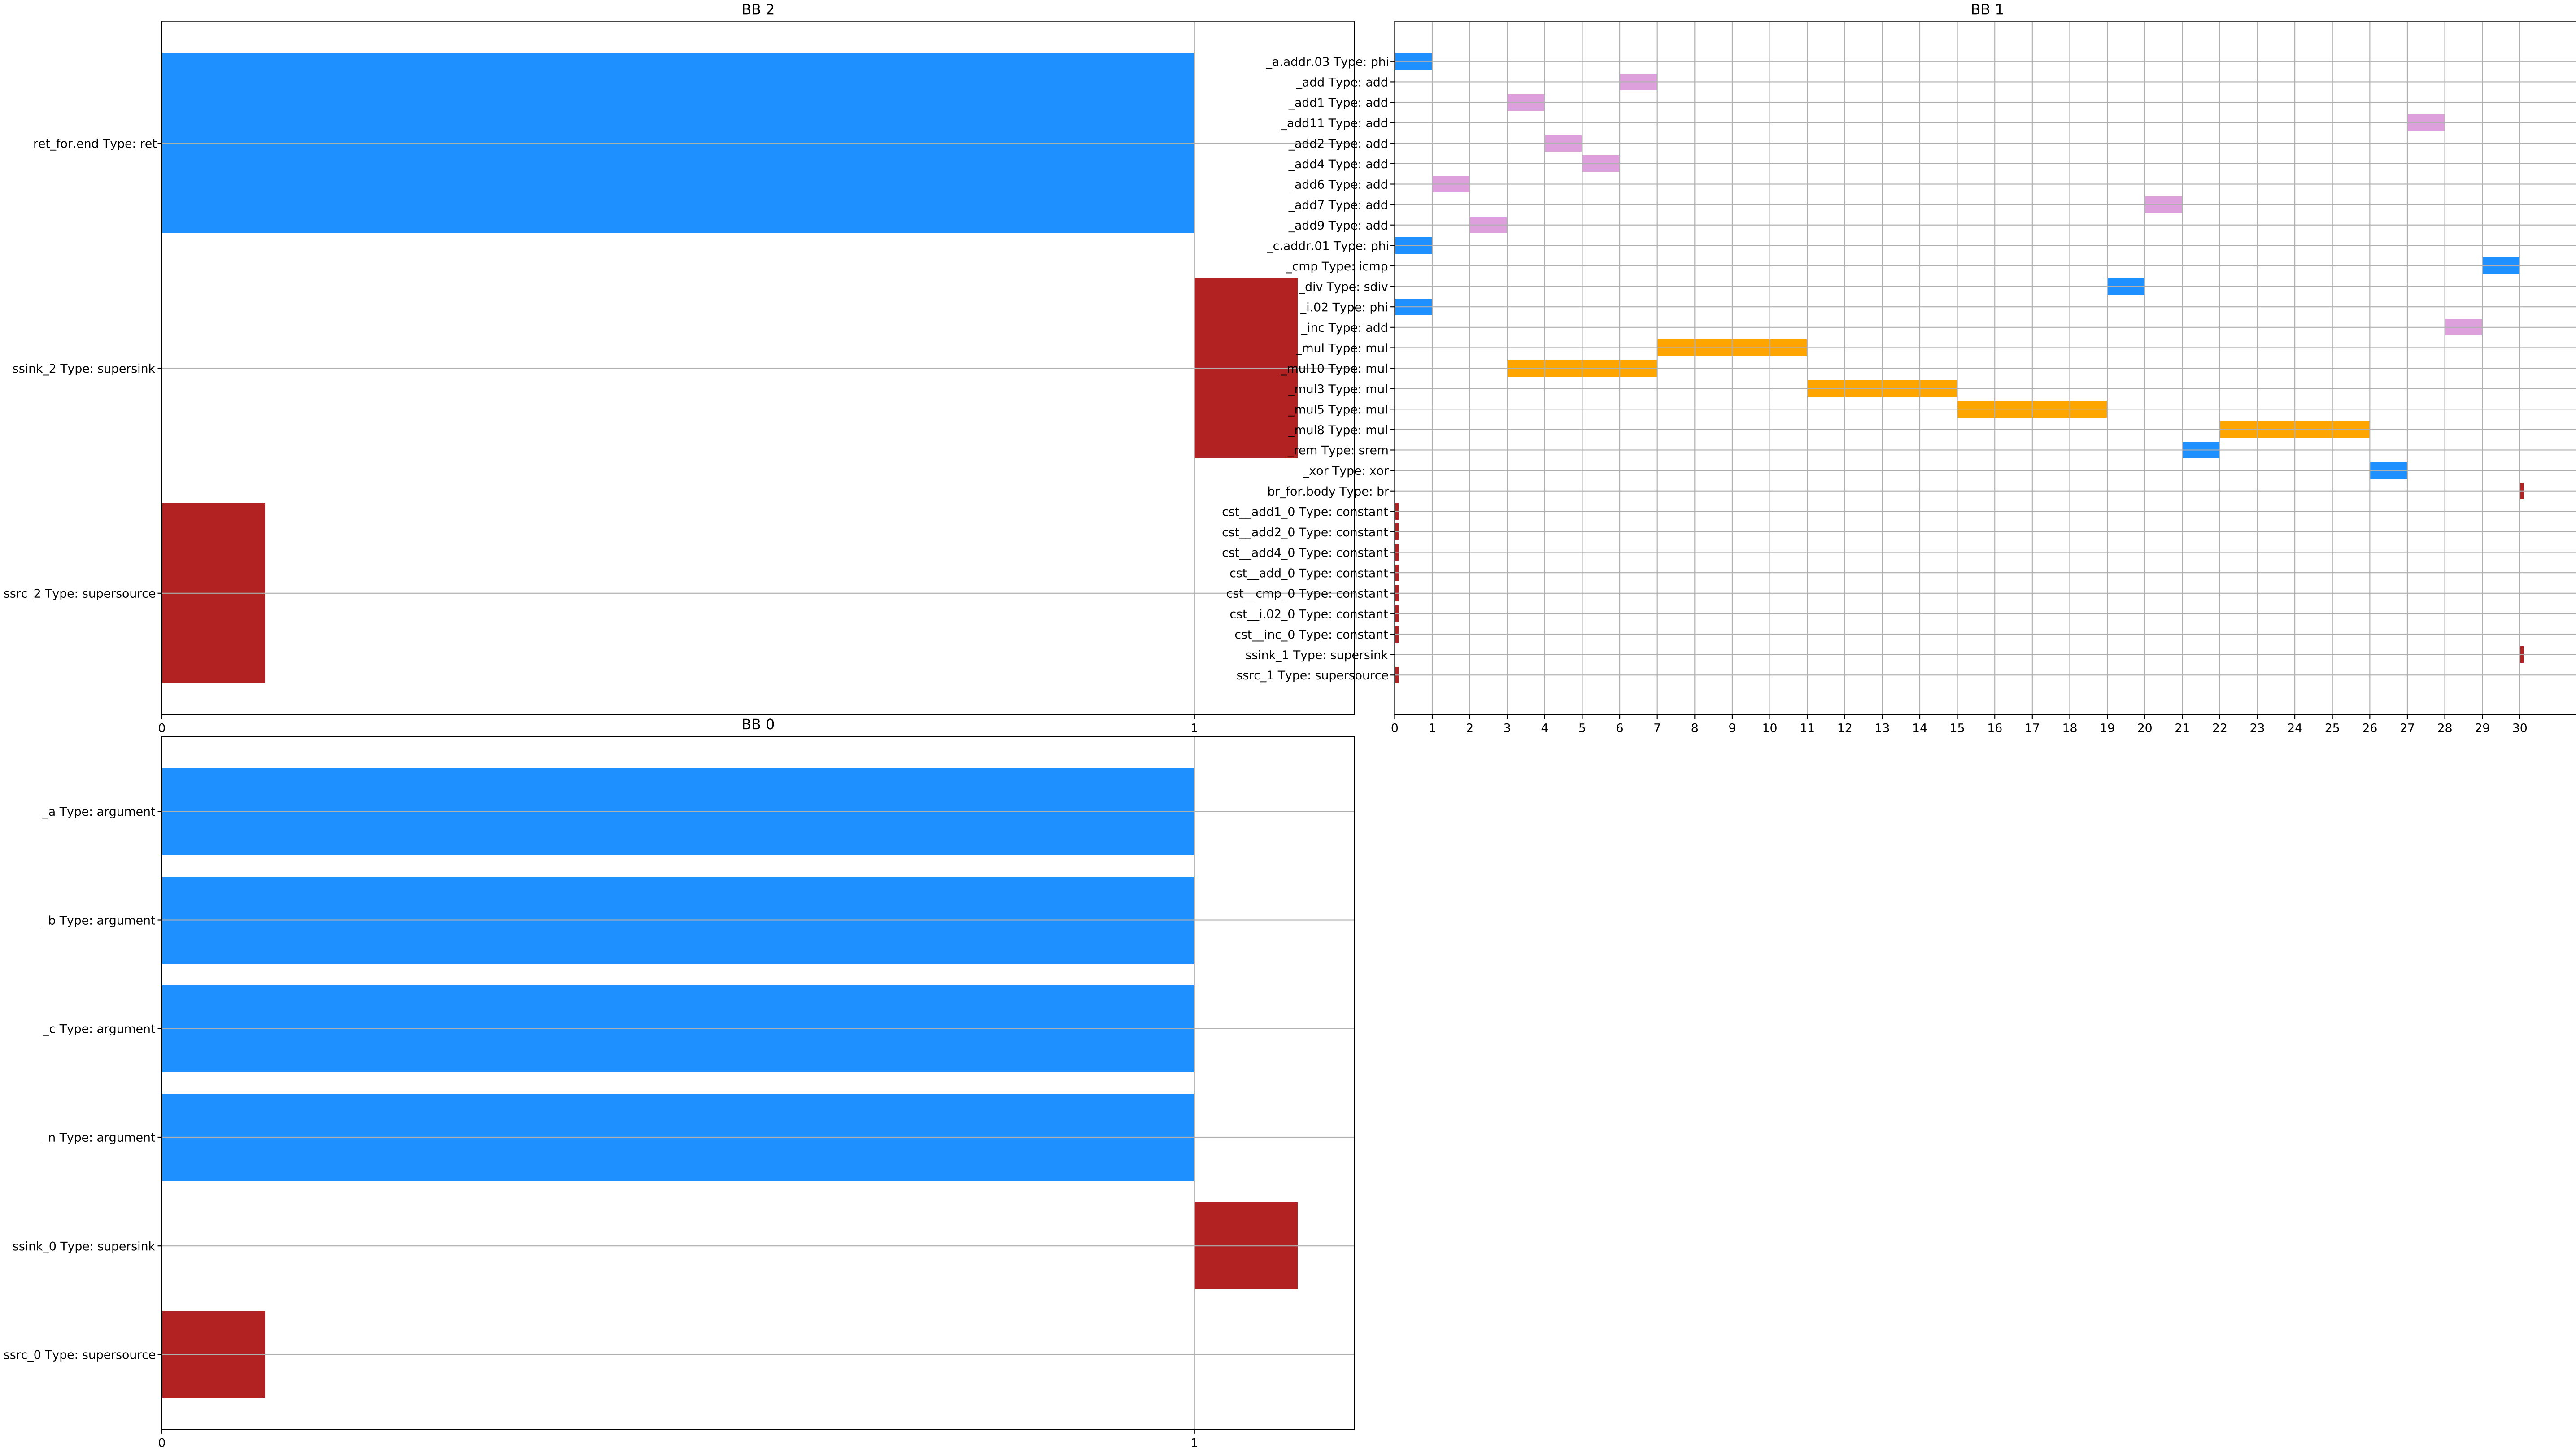 BB 2
ret_for.end Type: ret
ssink_2 Type: supersink
ssrc_2 Type: supersource
0 1
BB 1
_a.addr.03 Type: phi
_add Type: add
_add1 Type: add
_add11 Type: add
_add2 Type: add
_add4 Type: add
_add6 Type: add
_add7 Type: add
_add9 Type: add
_c.addr.01 Type: phi
_cmp Type: icmp
_div Type: sdiv
_i.02 Type: phi
_inc Type: add
_mul Type: mul
_mul10 Type: mul
_mul3 Type: mul
_mul5 Type: mul
_mul8 Type: mul
_rem Type: srem
_xor Type: xor
br_for.body Type: br
cst__add1_0 Type: constant
cst__add2_0 Type: constant
cst__add4_0 Type: constant
cst__add_0 Type: constant
cst__cmp_0 Type: constant
cst__i.02_0 Type: constant
cst__inc_0 Type: constant
ssink_1 Type: supersink
ssrc_1 Type: supersource
0 1 2 3 4 5 6 7 8 9 10 11 12 13 14 15 16 17 18 19 20 21 22 23 24 25 26 27 28 29 30
BB 0
_a Type: argument
_b Type: argument
_c Type: argument
_n Type: argument
ssink_0 Type: supersink
ssrc_0 Type: supersource
0 1